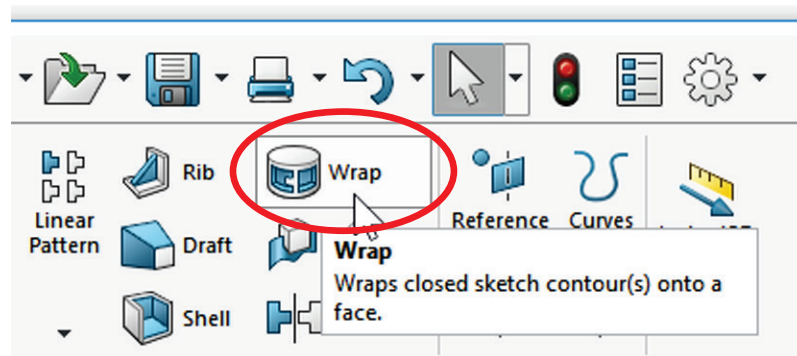 Linear
Pattern
Rib
Draft
Shell
Wrap
Reference
Curves
Wrap
Wraps closed sketch contour(s) onto a
face.